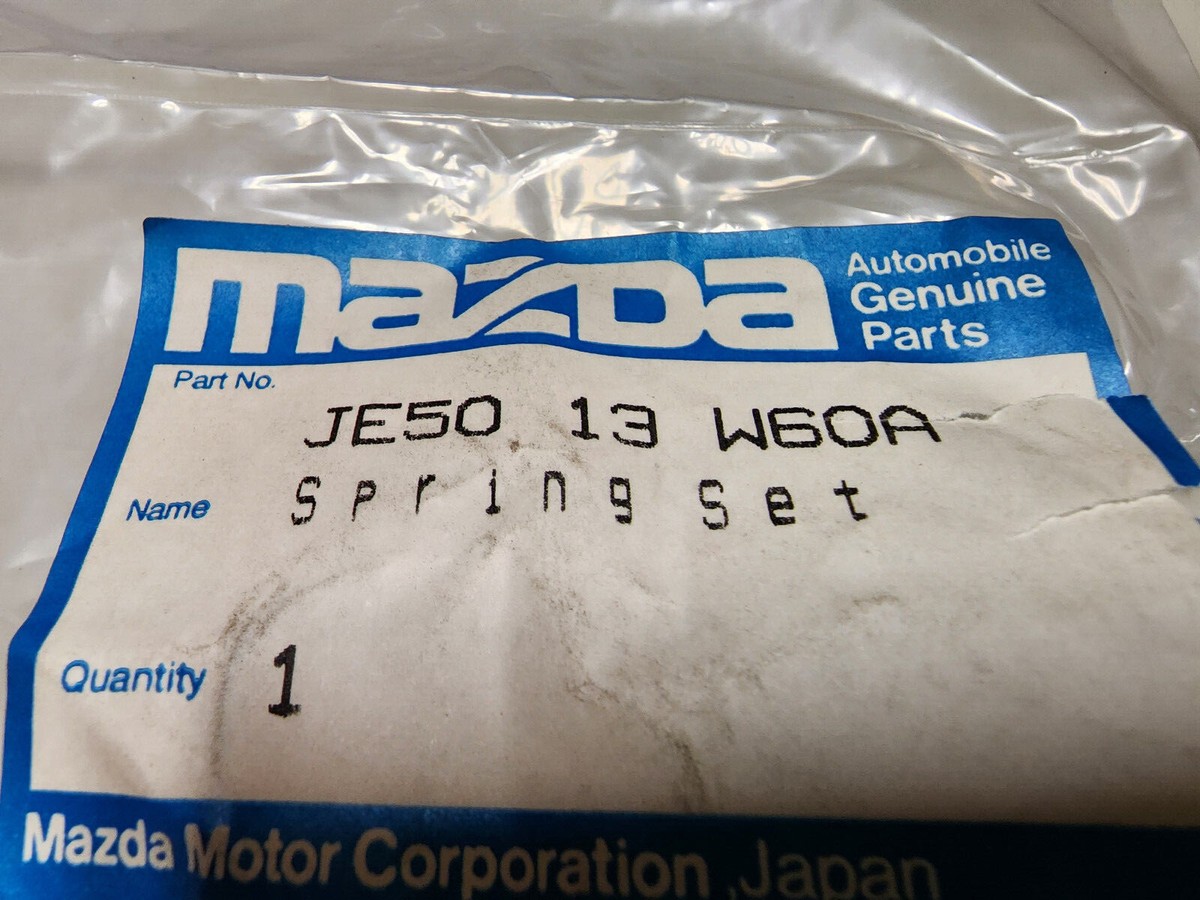 mazda
Automobile
Genuine
Parts
Part No.
JE50 13 W60A
Name
Spring Set
Quantity
1
Mazda Motor Corporation ,Japan